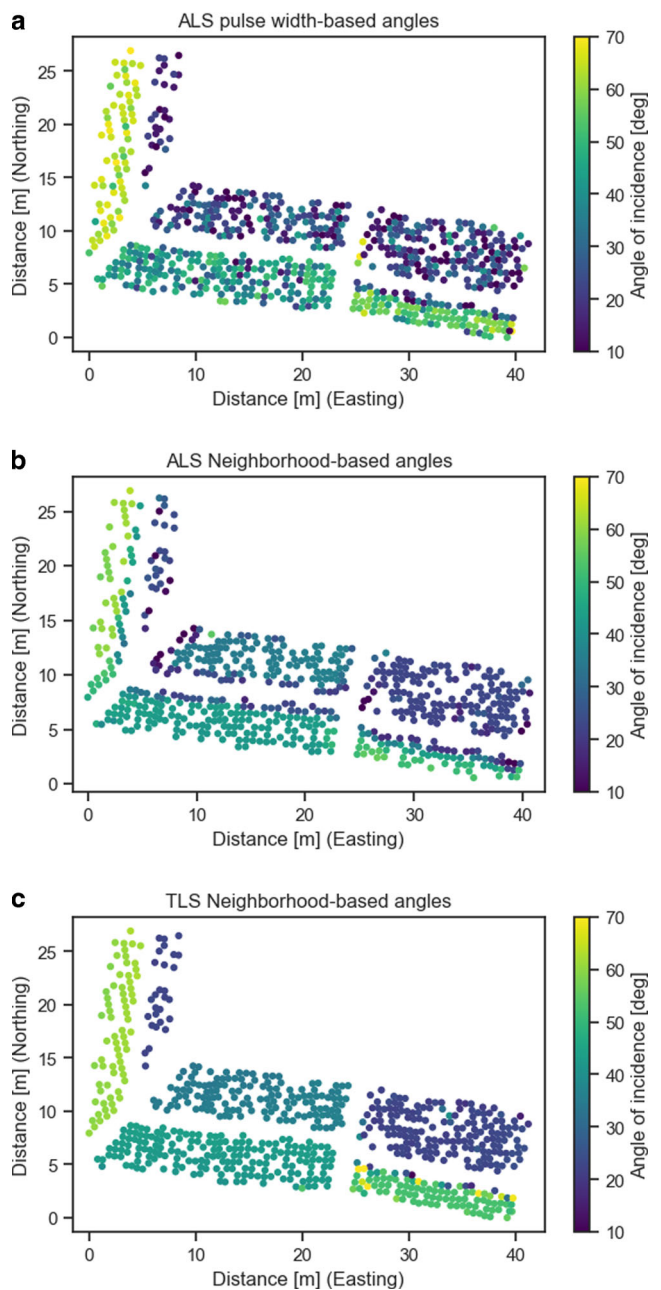 a
ALS pulse width-based angles
25
20
15
10
5
0
Distance [m] (Northing)
0 10 20 30 40
Distance [m] (Easting)
70
60
50
40
30
20
10
Angle of incidence [deg]
b
ALS Neighborhood-based angles
25
20
15
10
5
0
Distance [m] (Northing)
0 10 20 30 40
Distance [m] (Easting)
70
60
50
40
30
20
10
Angle of incidence [deg]
c
TLS Neighborhood-based angles
25
20
15
10
5
0
Distance [m] (Northing)
0 10 20 30 40
Distance [m] (Easting)
70
60
50
40
30
20
10
Angle of incidence [deg]